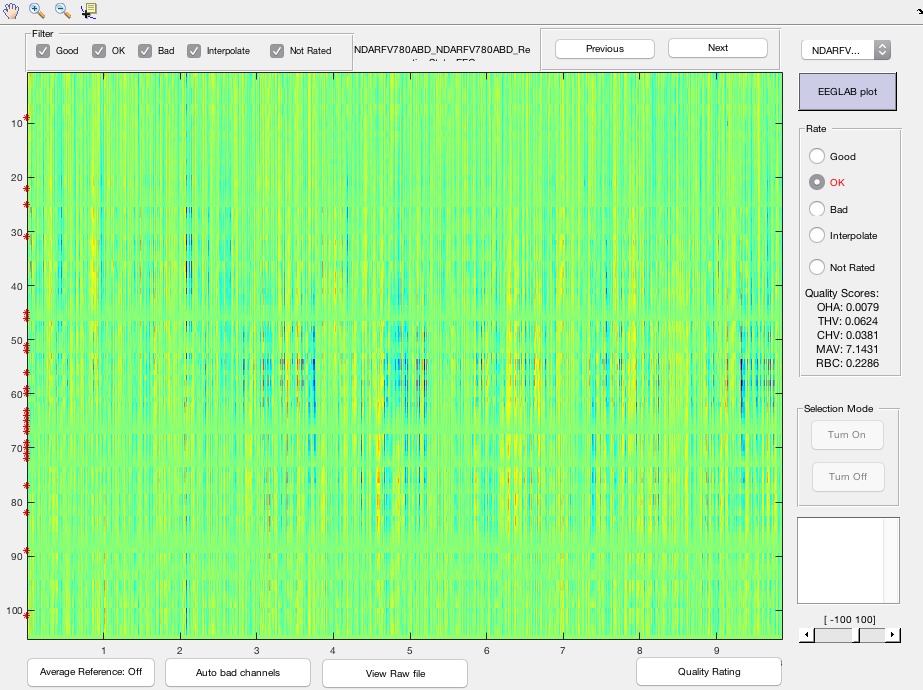 Filter
Good OK Bad Interpolate Not Rated
NDARFV780ABD_NDARFV780ABD_Re
Previous Next
NDARFV...
EEGLAB plot
Rate
Good
OK
Bad
Interpolate
Not Rated
Quality Scores:
OHA: 0.0079
THV: 0.0624
CHV: 0.0381
MAV: 7.1431
RBC: 0.2286
Selection Mode
Turn On
Turn Off
[ -100 100]
10
20
30
40
50
60
70
80
90
100
1 2 3 4 5 6 7 8 9
Average Reference: Off Auto bad channels View Raw file Quality Rating